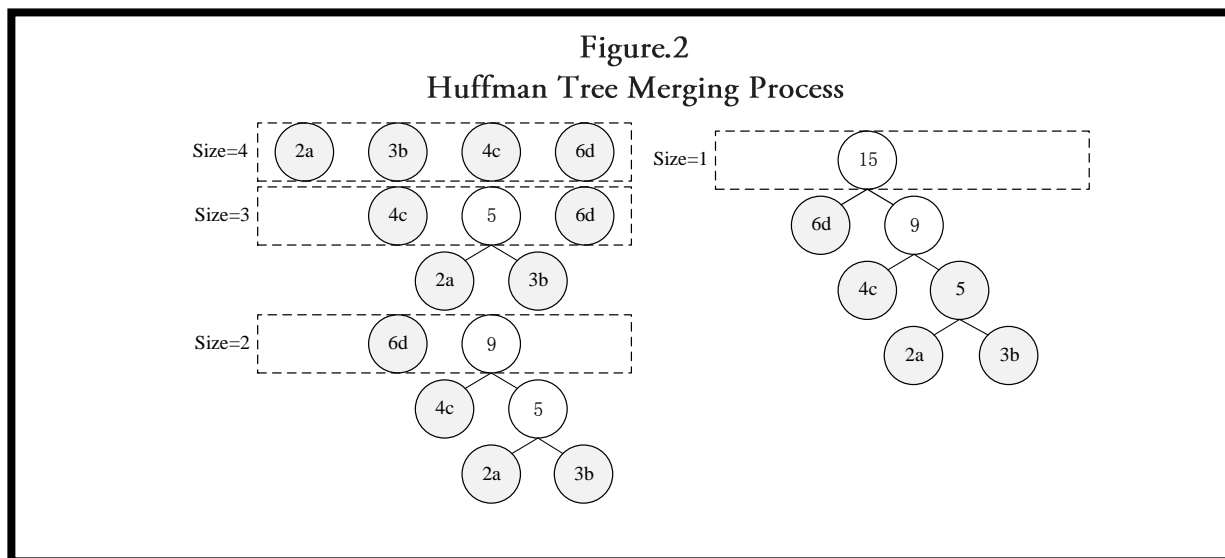 Figure.2
Huffman Tree Merging Process
Size=4 2a 3b 4c 6d
Size=3 4c 5 6d
2a 3b
Size=2 6d 9
4c 5
2a 3b
Size=1 15
6d 9
4c 5
2a 3b